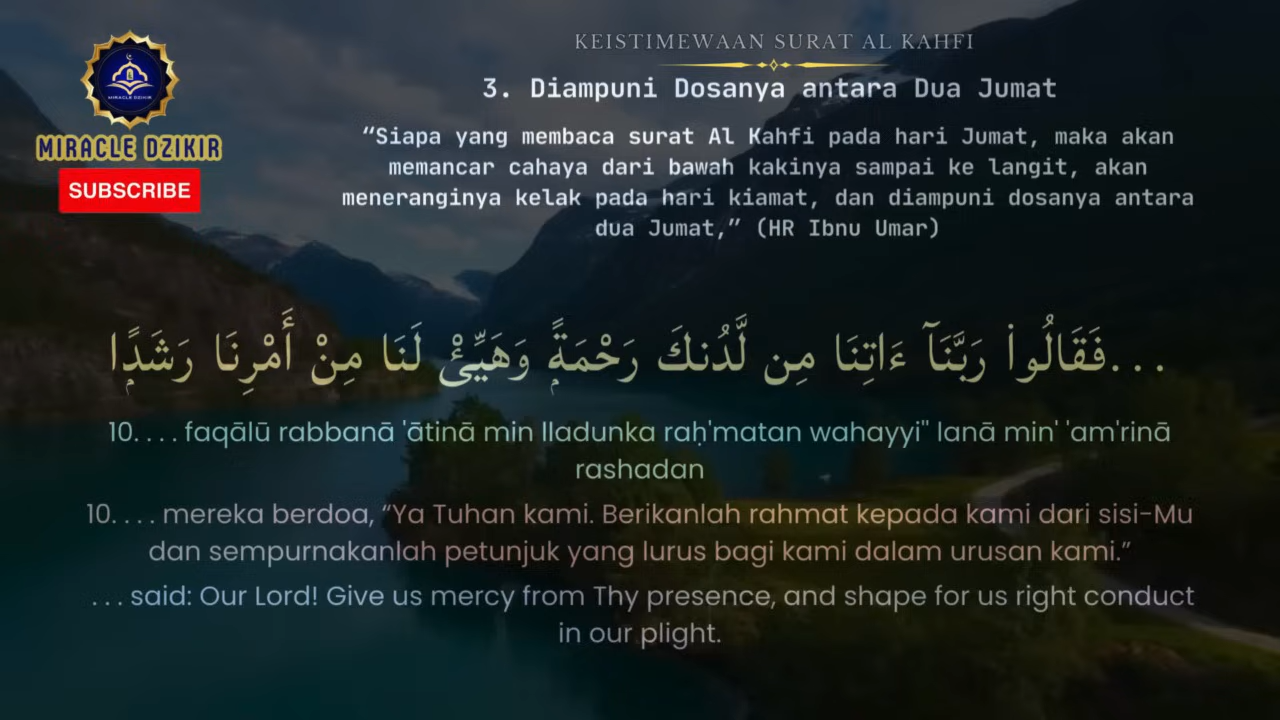 MIRACLE DZIKIR
MIRACLE DZIKIR
SUBSCRIBE
KEISTIMEWAAN SURAT AL KAHFI
3. Diampuni Dosanya antara Dua Jumat
“Siapa yang membaca surat Al Kahfi pada hari Jumat, maka akan
memancar cahaya dari bawah kakinya sampai ke langit, akan
meneranginya kelak pada hari kiamat, dan diampuni dosanya antara
dua Jumat,” (HR Ibnu Umar)
...فَقَالُوا۟ رَبَّنَآ ءَاتِنَا مِن لَّدُنكَ رَحْمَةًۭ وَهَيِّئْ لَنَا مِنْ أَمْرِنَا رَشَدًۭا
10. . . . faqālū rabbanā 'ātinā min lladunka raḥ'matan wahayyi'' lanā min' 'am'rinā
rashadan
10. . . . mereka berdoa, “Ya Tuhan kami. Berikanlah rahmat kepada kami dari sisi-Mu
dan sempurnakanlah petunjuk yang lurus bagi kami dalam urusan kami.”
. . . said: Our Lord! Give us mercy from Thy presence, and shape for us right conduct
in our plight.